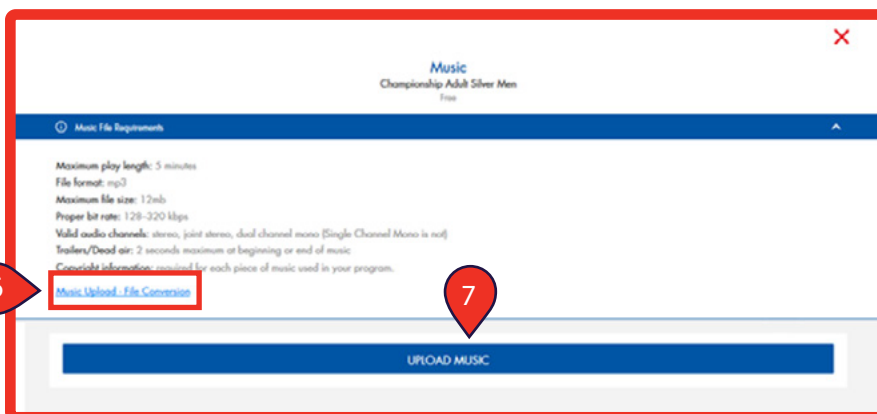 Music
Championship Adult Silver Men
Free
Music File Requirements
Maximum play length: 5 minutes
File format: mp3
Maximum file size: 12mb
Proper bit rate: 128-320 kbps
Valid audio channels: stereo, joint stereo, dual channel mono (Single Channel Mono is not)
Trailers/Dead air: 2 seconds maximum at beginning or end of music
Copyright information: required for each piece of music used in your program.
Music Upload - File Conversion
7
UPLOAD MUSIC